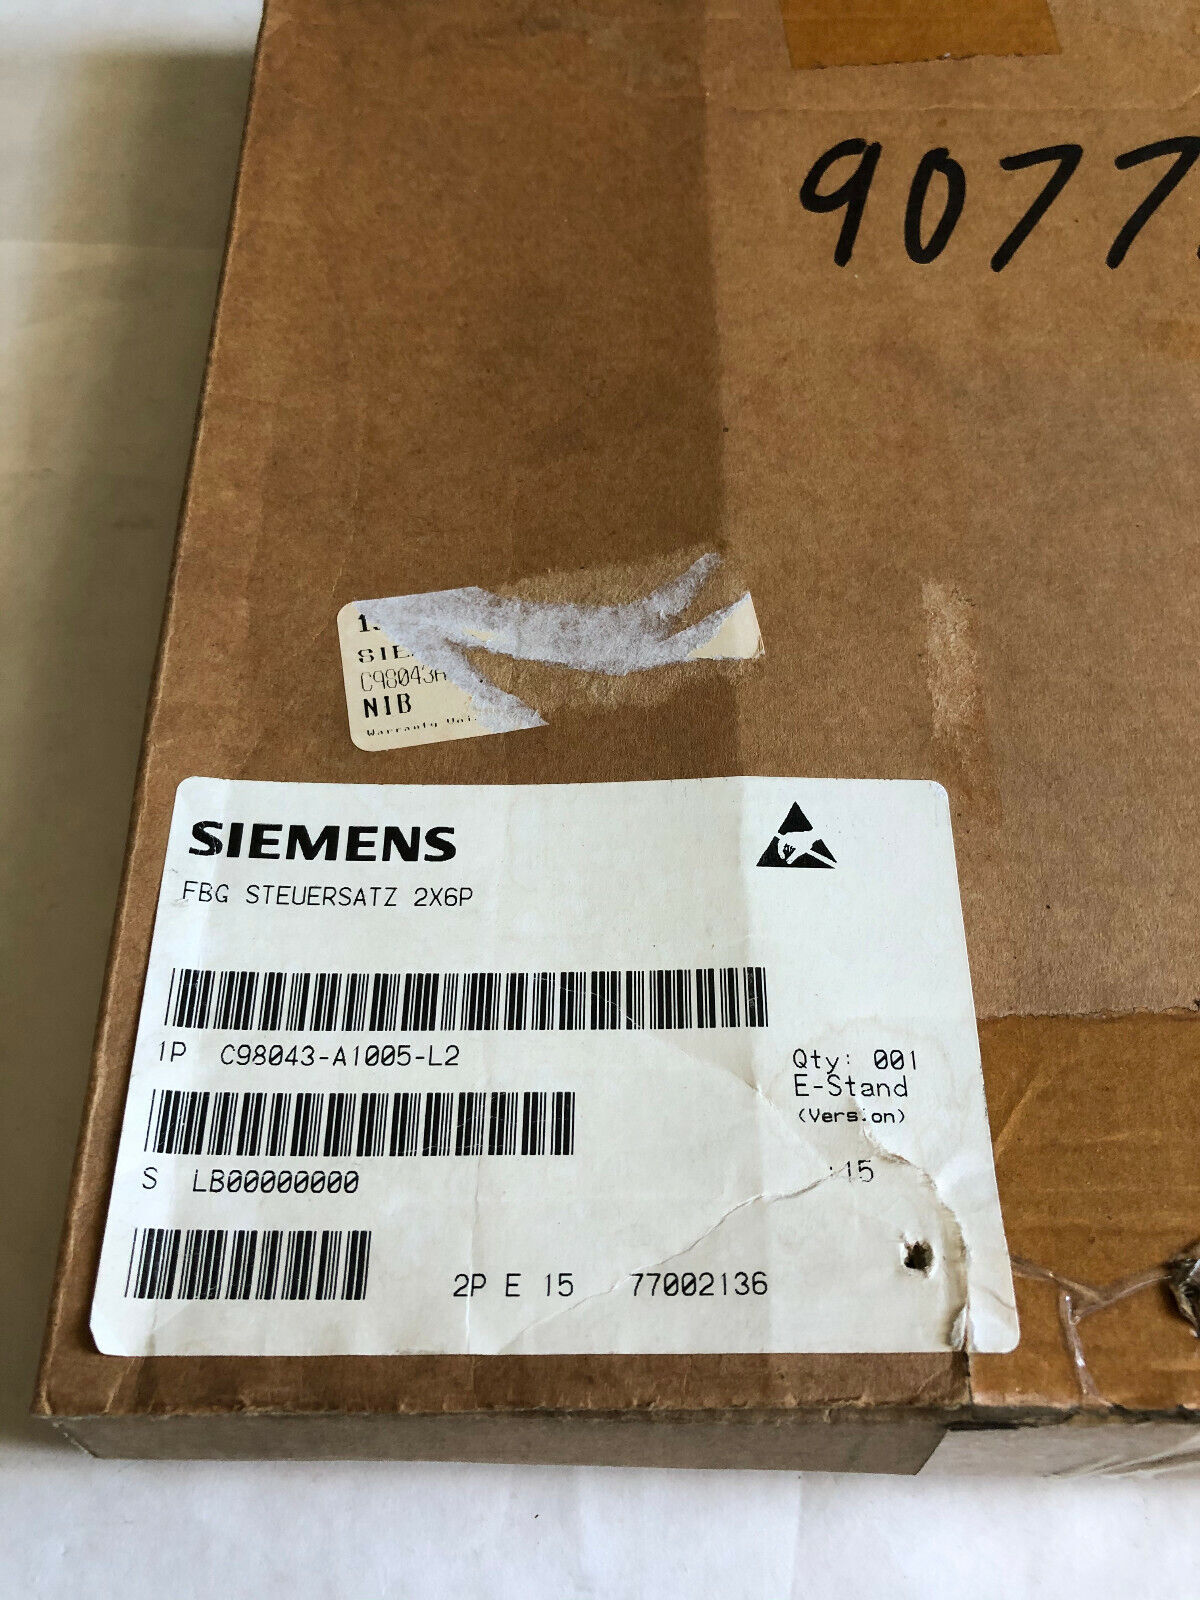 9077
NIB
Warranty
SIEMENS
FBG STEUERSATZ 2X6P
1P C98043-A1005-L2
Qty: 001
E-Stand
(Version)
S LB00000000
:15
2P E 15 77002136